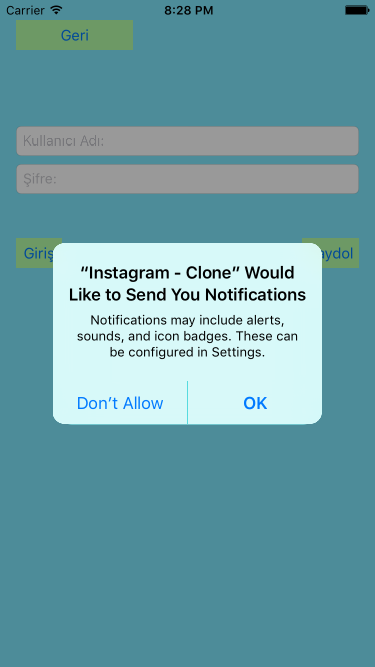 Carrier 8:28 PM
Geri
Kullanıcı Adı:
Şifre:
Giriş aydol
“Instagram - Clone” Would
Like to Send You Notifications
Notifications may include alerts,
sounds, and icon badges. These can
be configured in Settings.
Don’t Allow OK